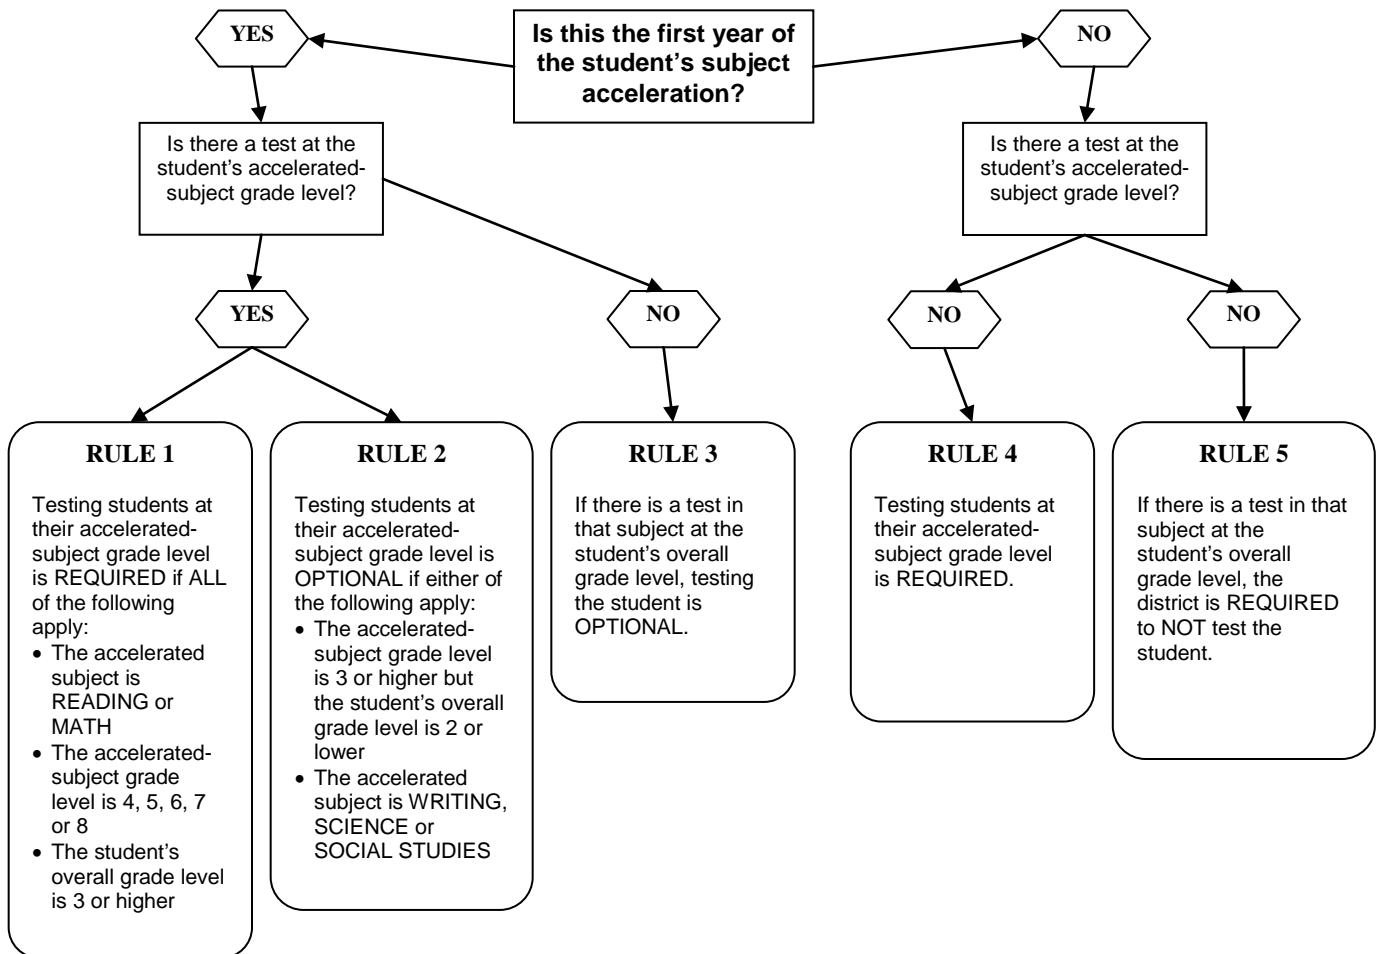 YES
Is this the first year of
the student's subject
acceleration?
NO
Is there a test at the
student's accelerated-
subject grade level?
Is there a test at the
student's accelerated-
subject grade level?
YES
NO
NO
NO
RULE 1
Testing students at
their accelerated-
subject grade level
is REQUIRED if ALL
of the following
apply:
• The accelerated
subject is
READING or
MATH
• The accelerated-
subject grade
level is 4, 5, 6, 7
or 8
• The student's
overall grade level
is 3 or higher
RULE 2
Testing students at
their accelerated-
subject grade level is
OPTIONAL if either of
the following apply:
• The accelerated-
subject grade level
is 3 or higher but
the student's overall
grade level is 2 or
lower
• The accelerated
subject is WRITING,
SCIENCE or
SOCIAL STUDIES
RULE 3
If there is a test in
that subject at the
student's overall
grade level, testing
the student is
OPTIONAL.
RULE 4
Testing students at
their accelerated-
subject grade level
is REQUIRED.
RULE 5
If there is a test in that
subject at the
student's overall
grade level, the
district is REQUIRED
to NOT test the
student.